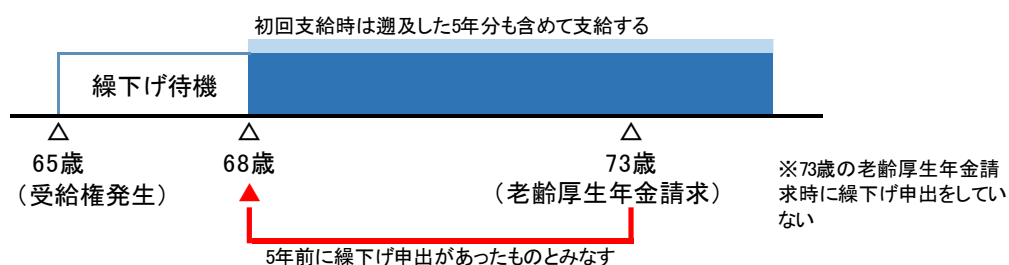 初回支給時は遡及した5年分も含めて支給する
繰下げ待機
65歳
（受給権発生）
68歳
73歳
（老齢厚生年金請求）
※73歳の老齢厚生年金請
求時に繰下げ申出をしてい
ない
5年前に繰下げ申出があったものとみなす